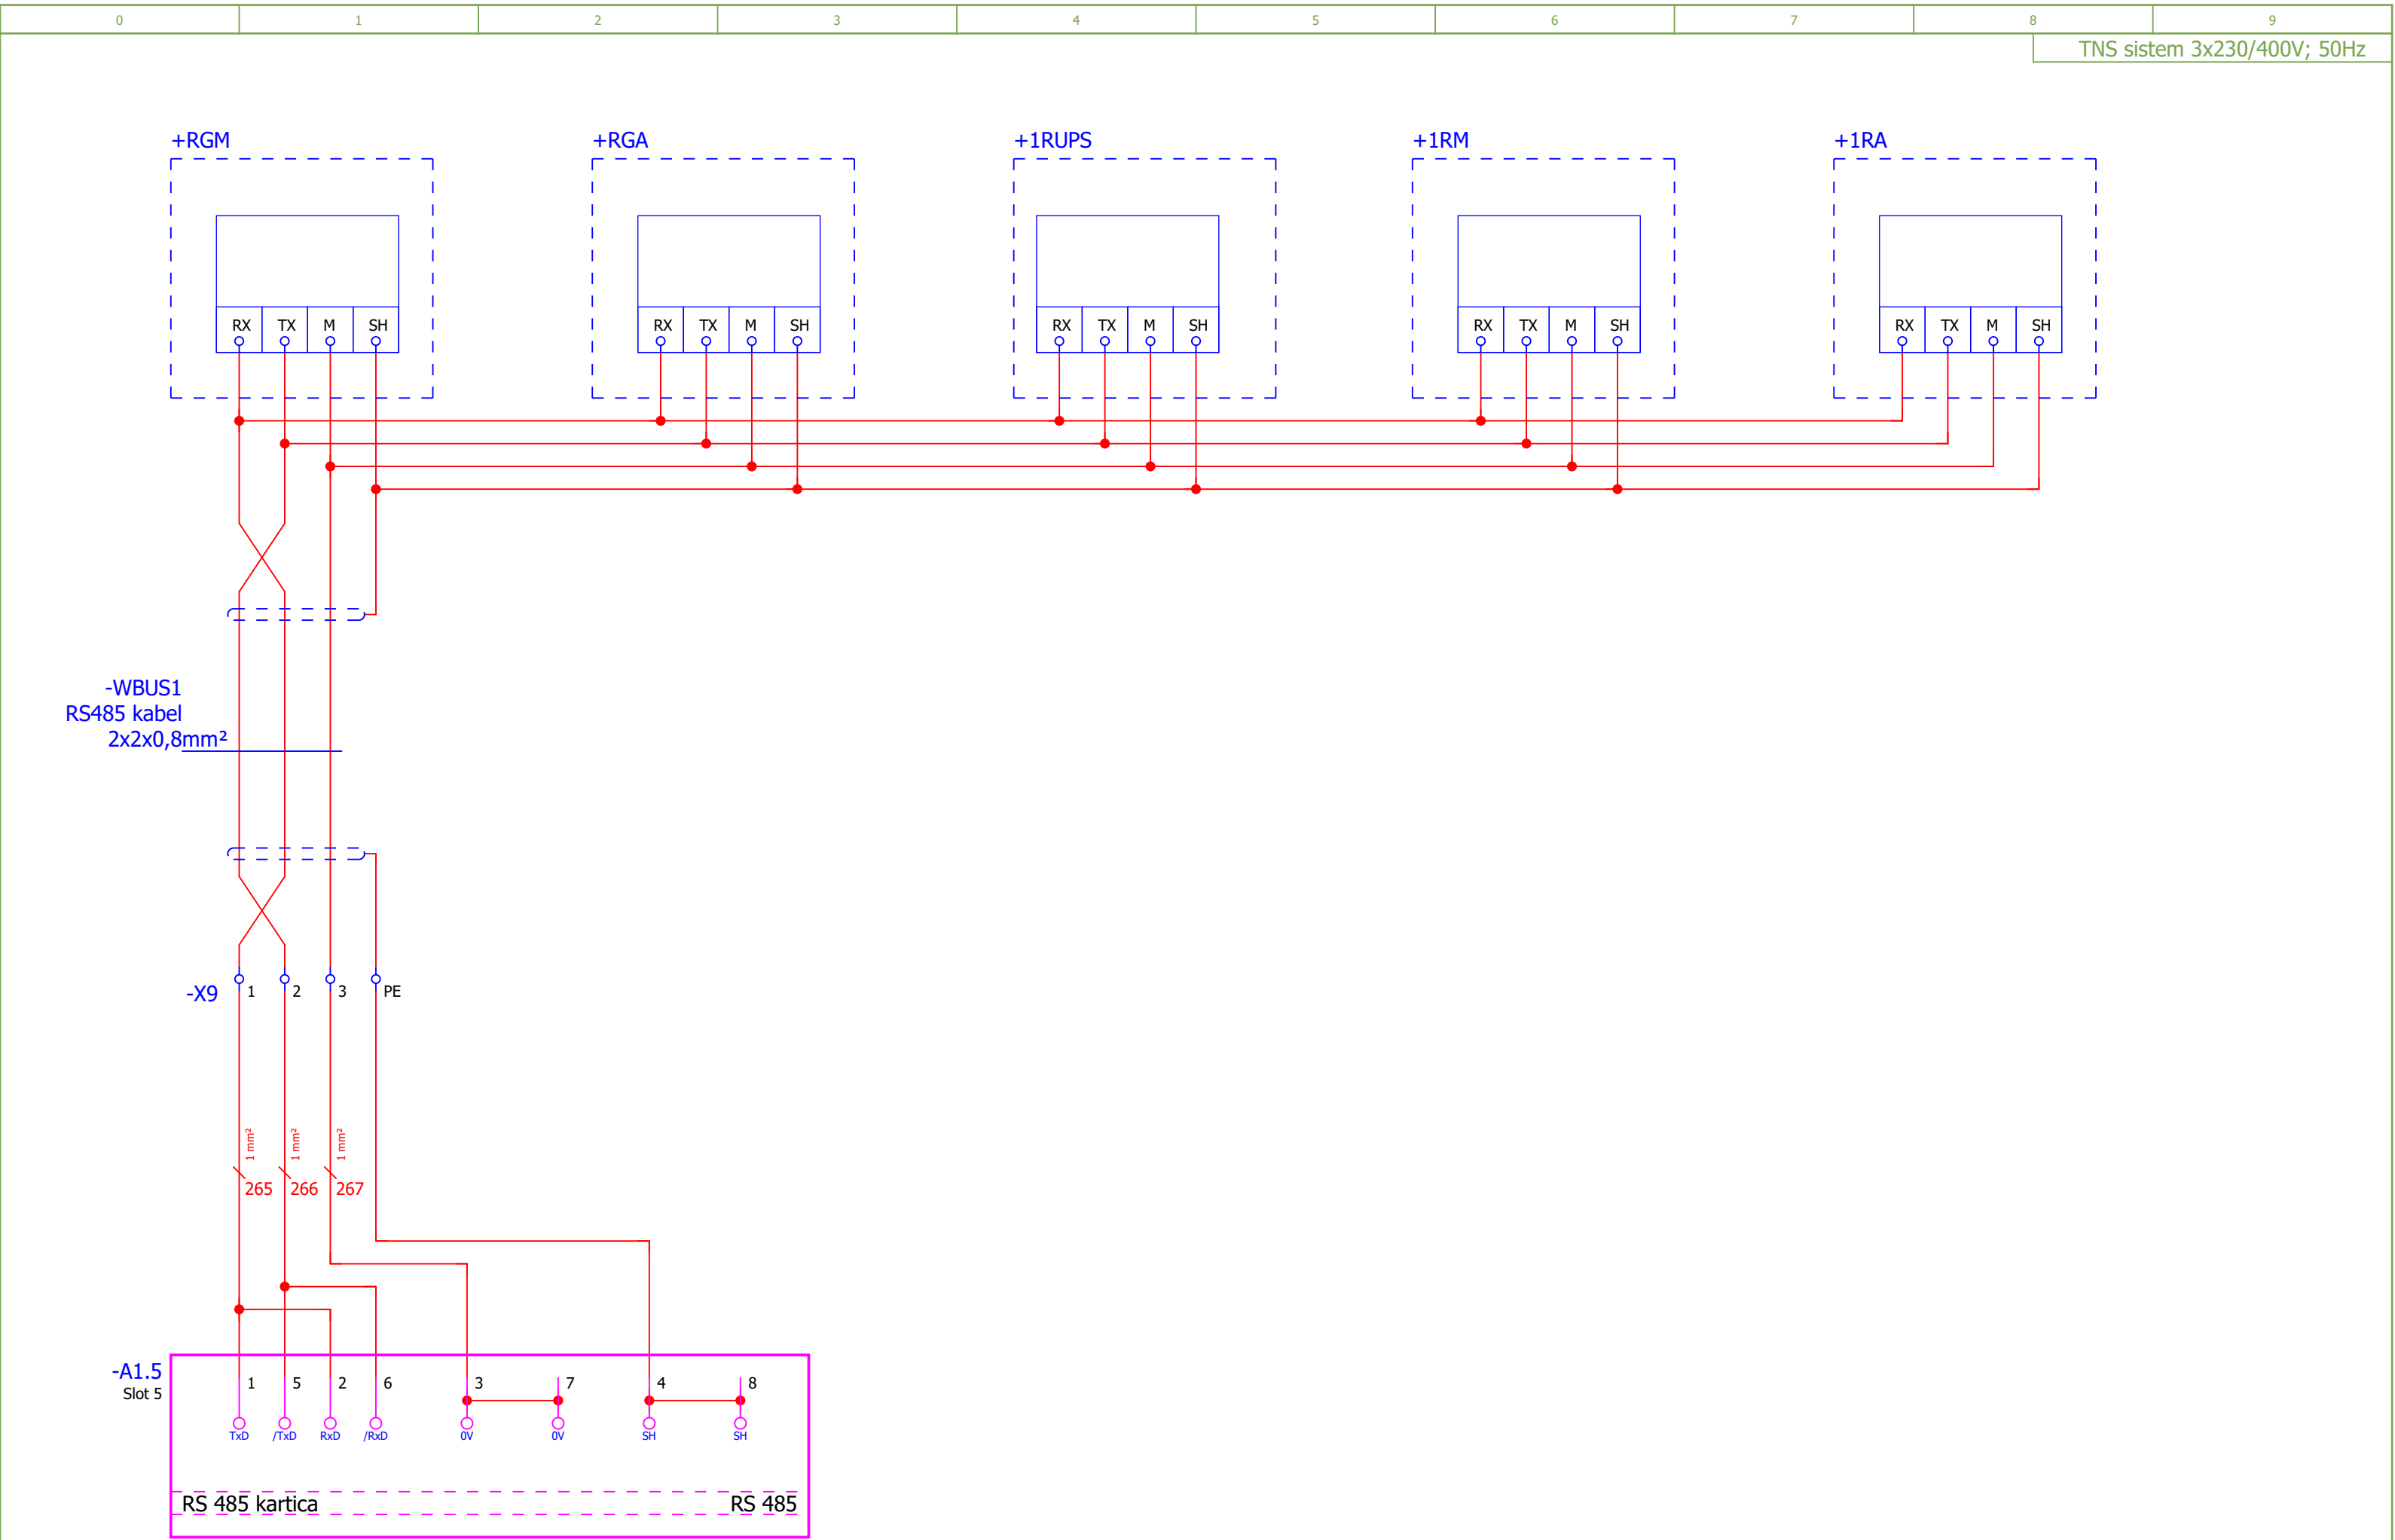 0 1 2 3 4 5 6 7 8 9
TNS sistem 3x230/400V; 50Hz
+RGM +RGA +1RUPS +1RM +1RA
RX TX M SH RX TX M SH RX TX M SH RX TX M SH RX TX M SH
-WBUS1
RS485 kabel
2x2x0,8mm²
-X9 1 2 3 PE
1 mm² 1 mm² 1 mm²
265 266 267
-A1.5
Slot 5
1 5 2 6 3 7 4 8
TxD /TxD RxD /RxD 0V 0V SH SH
RS 485 kartica RS 485